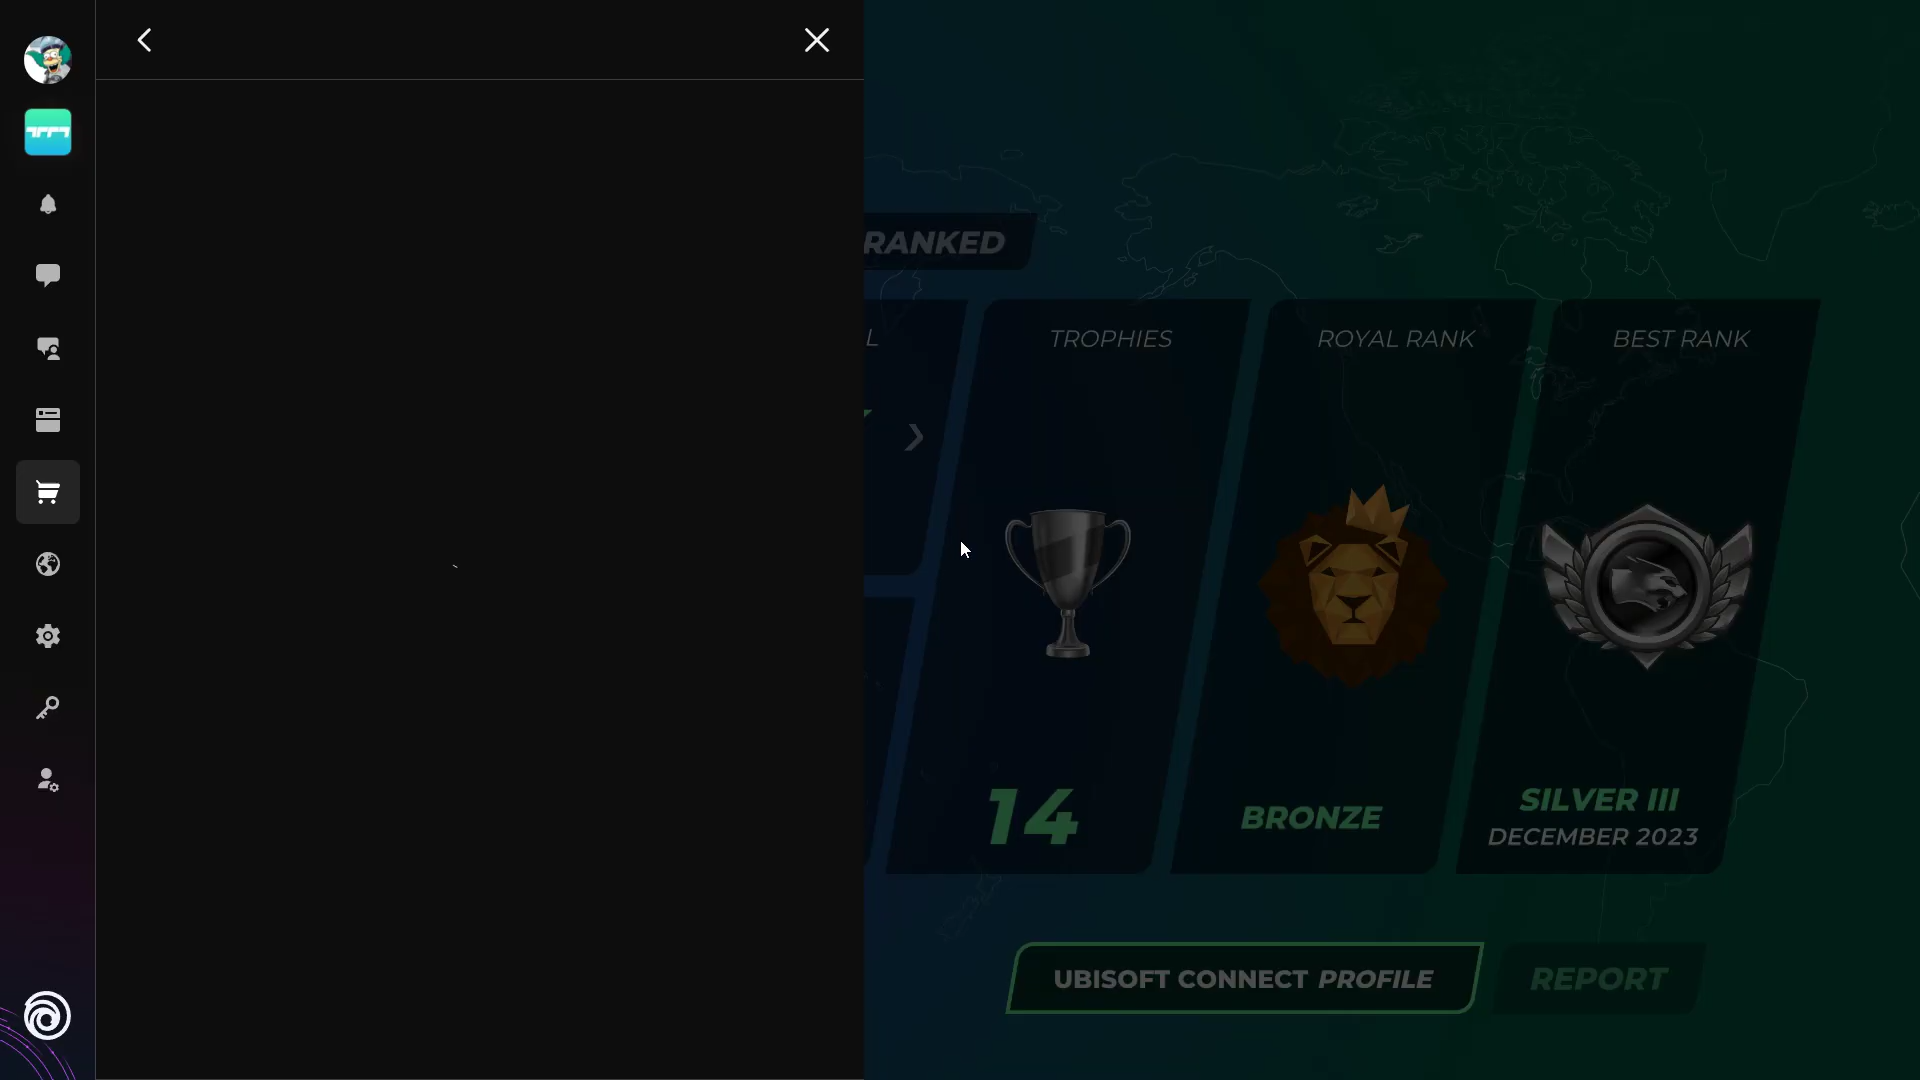 RANKED
L
TROPHIES
ROYAL RANK
BEST RANK
14
BRONZE
SILVER III
DECEMBER 2023
UBISOFT CONNECT PROFILE
REPORT